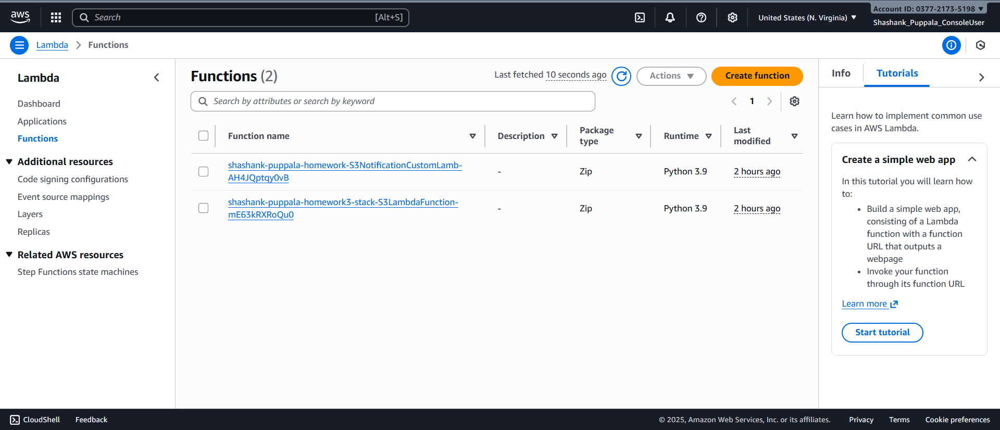 aws
Search
[Alt+S]
United States (N. Virginia)
Account ID: 0377-2173-5198
Shashank_Puppala_ConsoleUser
Lambda
Functions
Lambda
Dashboard
Applications
Functions
Additional resources
Code signing configurations
Event source mappings
Layers
Replicas
Related AWS resources
Step Functions state machines
Functions (2)
Last fetched 10 seconds ago
Actions
Create function
Search by attributes or search by keyword
1
Function name
Description
Package
type
Runtime
Last
modified
shashank-puppala-homework-S3NotificationCustomLamb-
AH4JQptqy0vB
-
Zip
Python 3.9
2 hours ago
shashank-puppala-homework3-stack-S3LambdaFunction-
mE63kRXRoQu0
-
Zip
Python 3.9
2 hours ago
Info
Tutorials
Learn how to implement common use
cases in AWS Lambda.
Create a simple web app
In this tutorial you will learn how
to:
• Build a simple web app,
consisting of a Lambda
function with a function
URL that outputs a
webpage
• Invoke your function
through its function URL
Learn more
Start tutorial
CloudShell
Feedback
© 2025, Amazon Web Services, Inc. or its affiliates.
Privacy
Terms
Cookie preferences